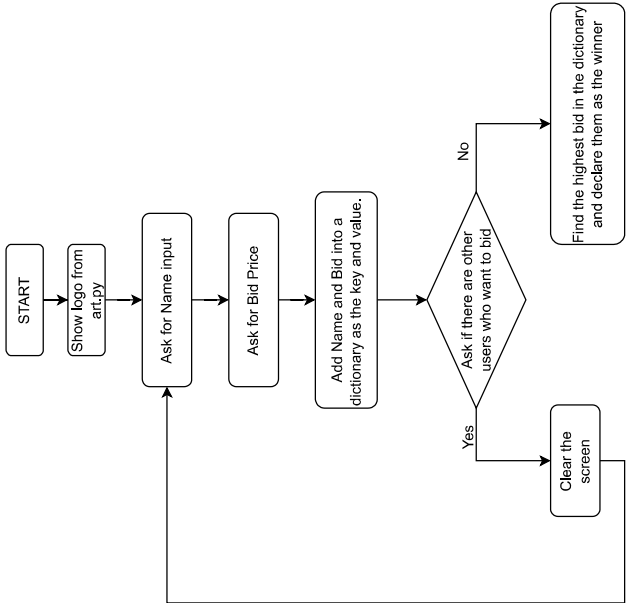 START
Show logo from
art.py
Ask for Name input
Ask for Bid Price
Add Name and Bid into a
dictionary as the key and value.
Ask if there are other
users who want to bid
Yes
No
Clear the
screen
Find the highest bid in the dictionary
and declare them as the winner